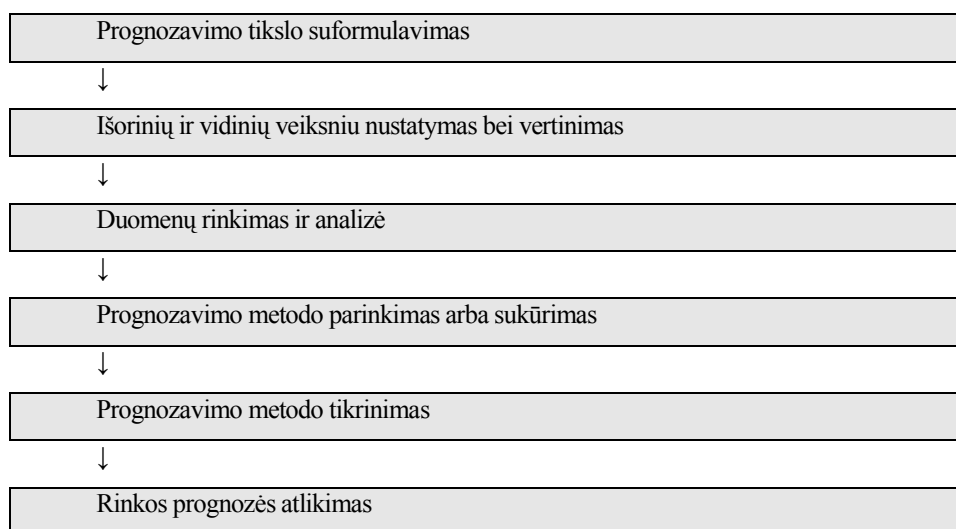 Prognozavimo tikslo suformulavimas
↓
Išorinių ir vidinių veiksniu nustatymas bei vertinimas
↓
Duomenų rinkimas ir analizė
↓
Prognozavimo metodo parinkimas arba sukūrimas
↓
Prognozavimo metodo tikrinimas
↓
Rinkos prognozės atlikimas